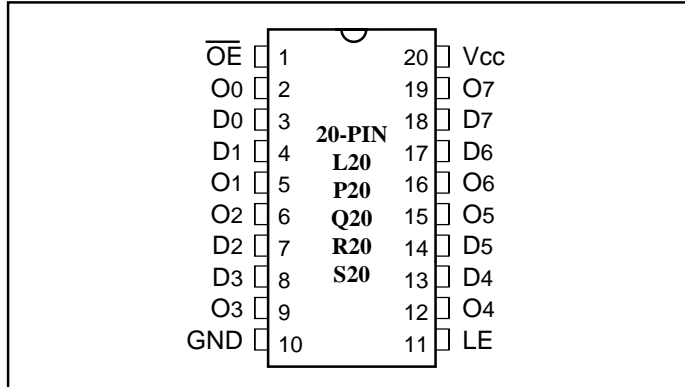 OE 1 20 Vcc
O0 2 19 O7
D0 3 18 D7
20-PIN
D1 4 17 D6
L20
O1 5 P20 16 O6
O2 6 Q20 15 O5
D2 7 R20 14 D5
D3 8 S20 13 D4
O3 9 12 O4
GND 10 11 LE